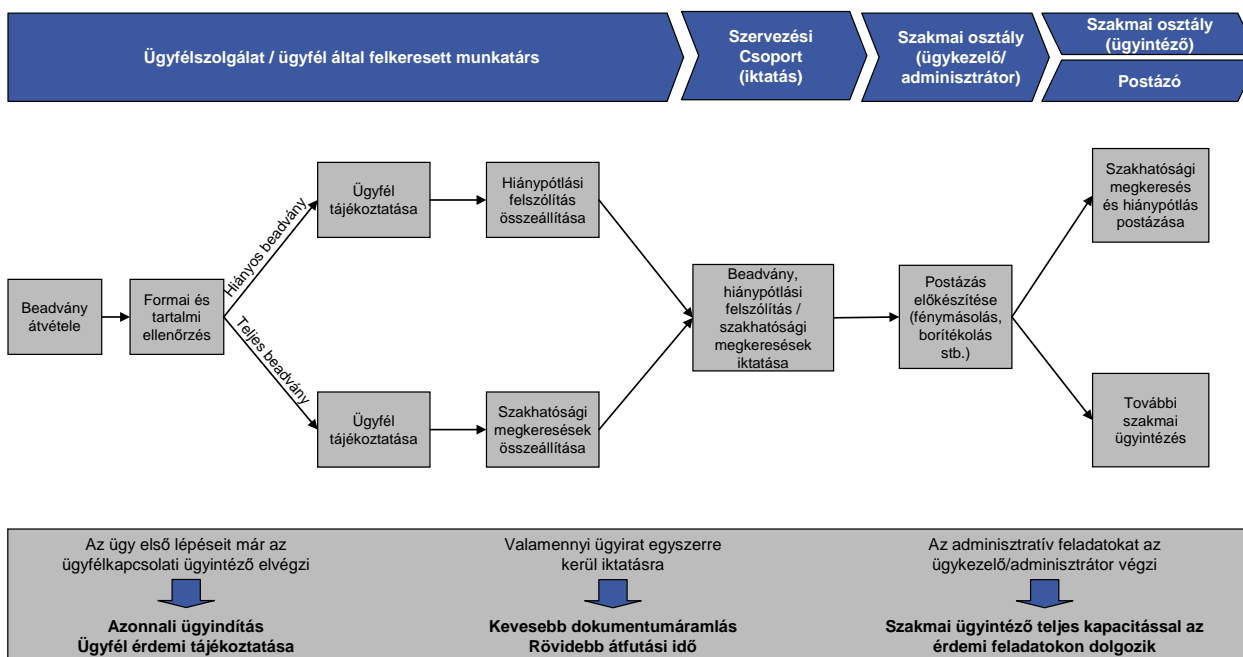 Ügyfélszolgálat / ügyfél által felkeresett munkatárs
Szervezési
Csoport
(iktatás)
Szakmai osztály
(ügykezelő/
adminisztrátor)
Szakmai osztály
(ügyintéző)
Postázó
Beadvány
átvétele
Formai és
tartalmi
ellenőrzés
Hiányos beadvány
Teljes beadvány
Ügyfél
tájékoztatása
Hiánypótlási
felszólítás
összeállítása
Ügyfél
tájékoztatása
Szakhatósági
megkeresések
összeállítása
Beadvány,
hiánypótlási
felszólítás /
szakhatósági
megkeresések
iktatása
Postázás
előkészítése
(fénymásolás,
borítékolás
stb.)
Szakhatósági
megkeresés
és hiánypótlás
postázása
További
szakmai
ügyintézés
Az ügy első lépéseit már az
ügyfélkapcsolati ügyintéző elvégzi
Azonnali ügyindítás
Ügyfél érdemi tájékoztatása
Valamennyi ügyirat egyszerre
kerül iktatásra
Kevesebb dokumentumáramlás
Rövidebb átfutási idő
Az adminisztratív feladatokat az
ügykezelő/adminisztrátor végzi
Szakmai ügyintéző teljes kapacitással az
érdemi feladatokon dolgozik